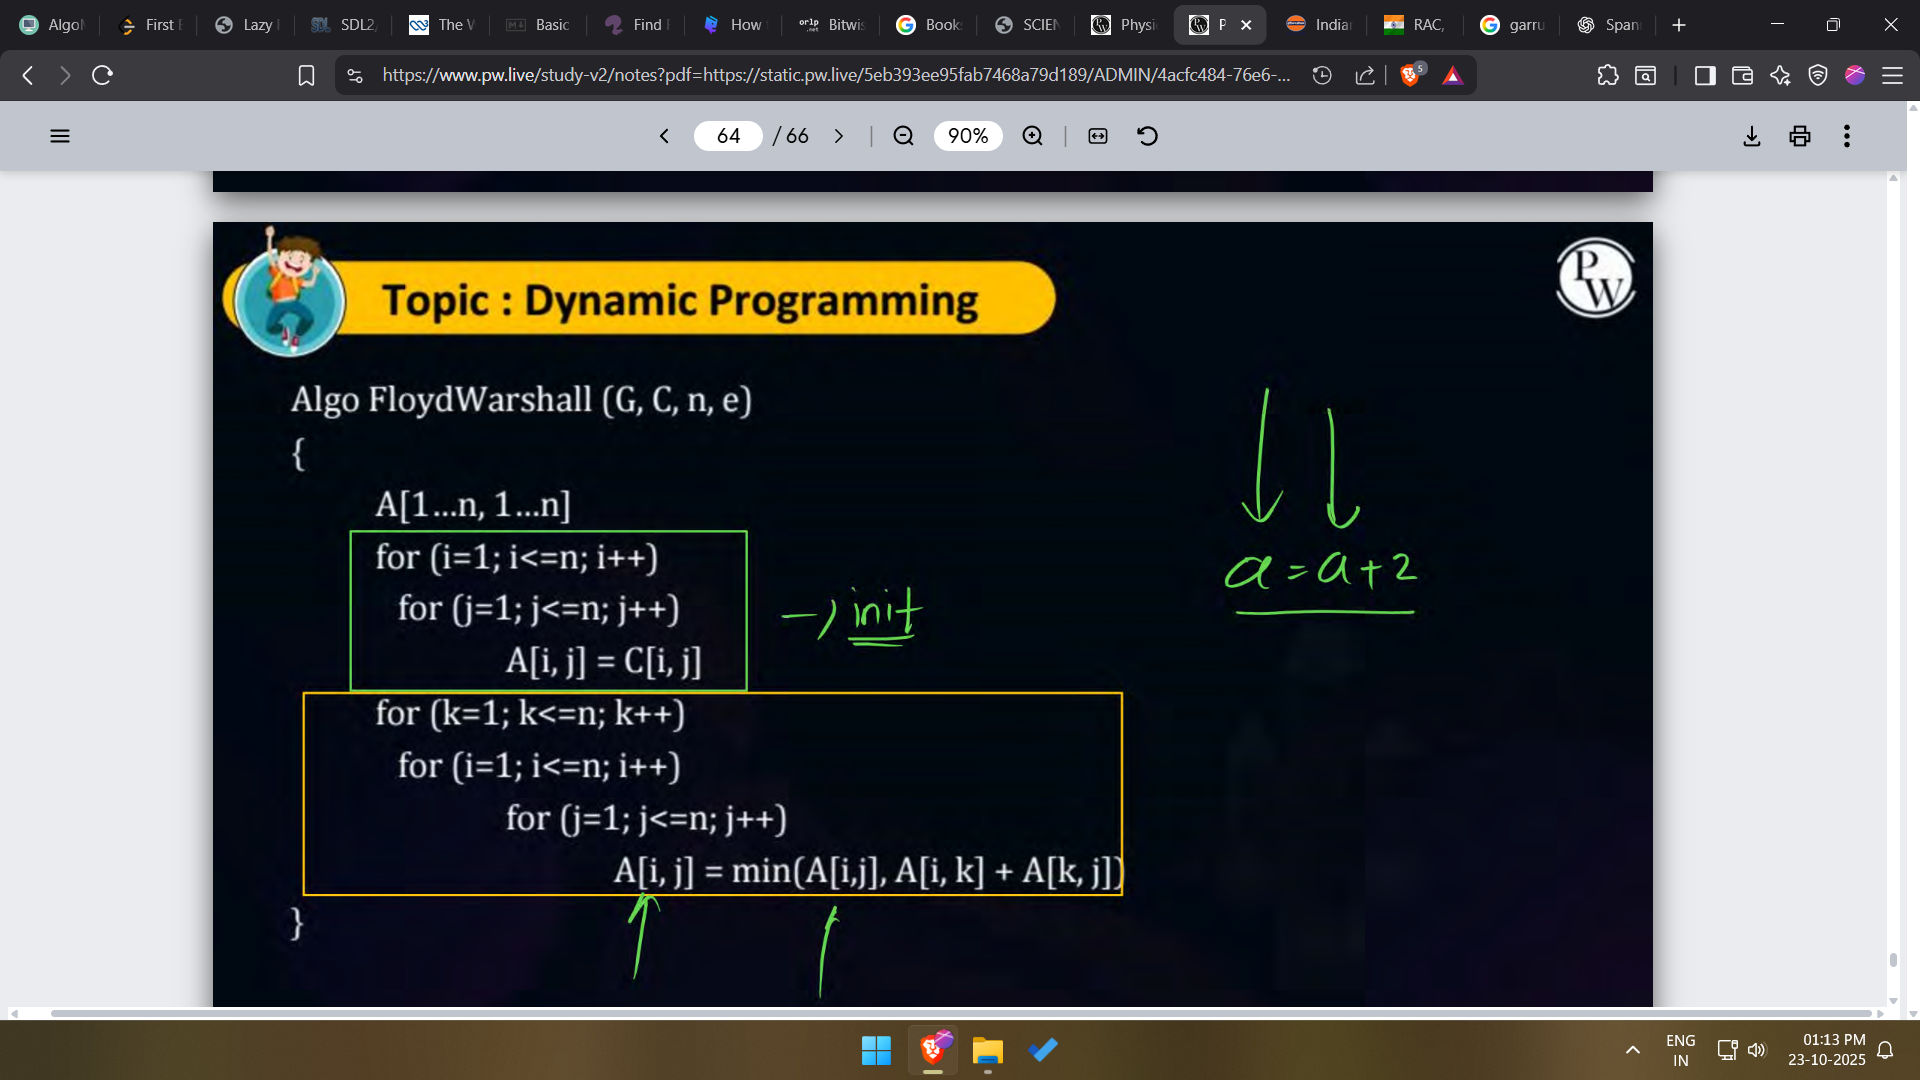 Algo
First E
Lazy
SDL2
The W
Basic
Find F
How
Bitwis
Book
SCIEN
Physi
P
India
RAC,
garru
Span
https://www.pw.live/study-v2/notes?pdf=https://static.pw.live/5eb393ee95fab7468a79d189/ADMIN/4acfc484-76e6-...
5
64 / 66
90%
Topic : Dynamic Programming
P
W
Algo FloydWarshall (G, C, n, e)
{
A[1...n, 1...n]
for (i=1; i<=n; i++)
for (j=1; j<=n; j++)
A[i, j] = C[i, j]
→ init
a = a + 2
for (k=1; k<=n; k++)
for (i=1; i<=n; i++)
for (j=1; j<=n; j++)
A[i, j] = min(A[i,j], A[i, k] + A[k, j])
}
ENG
IN
01:13 PM
23-10-2025